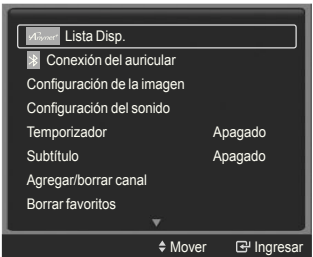 Anynet+ Lista Disp.
Conexión del auricular
Configuración de la imagen
Configuración del sonido
Temporizador Apagado
Subtítulo Apagado
Agregar/borrar canal
Borrar favoritos
Mover Ingresar